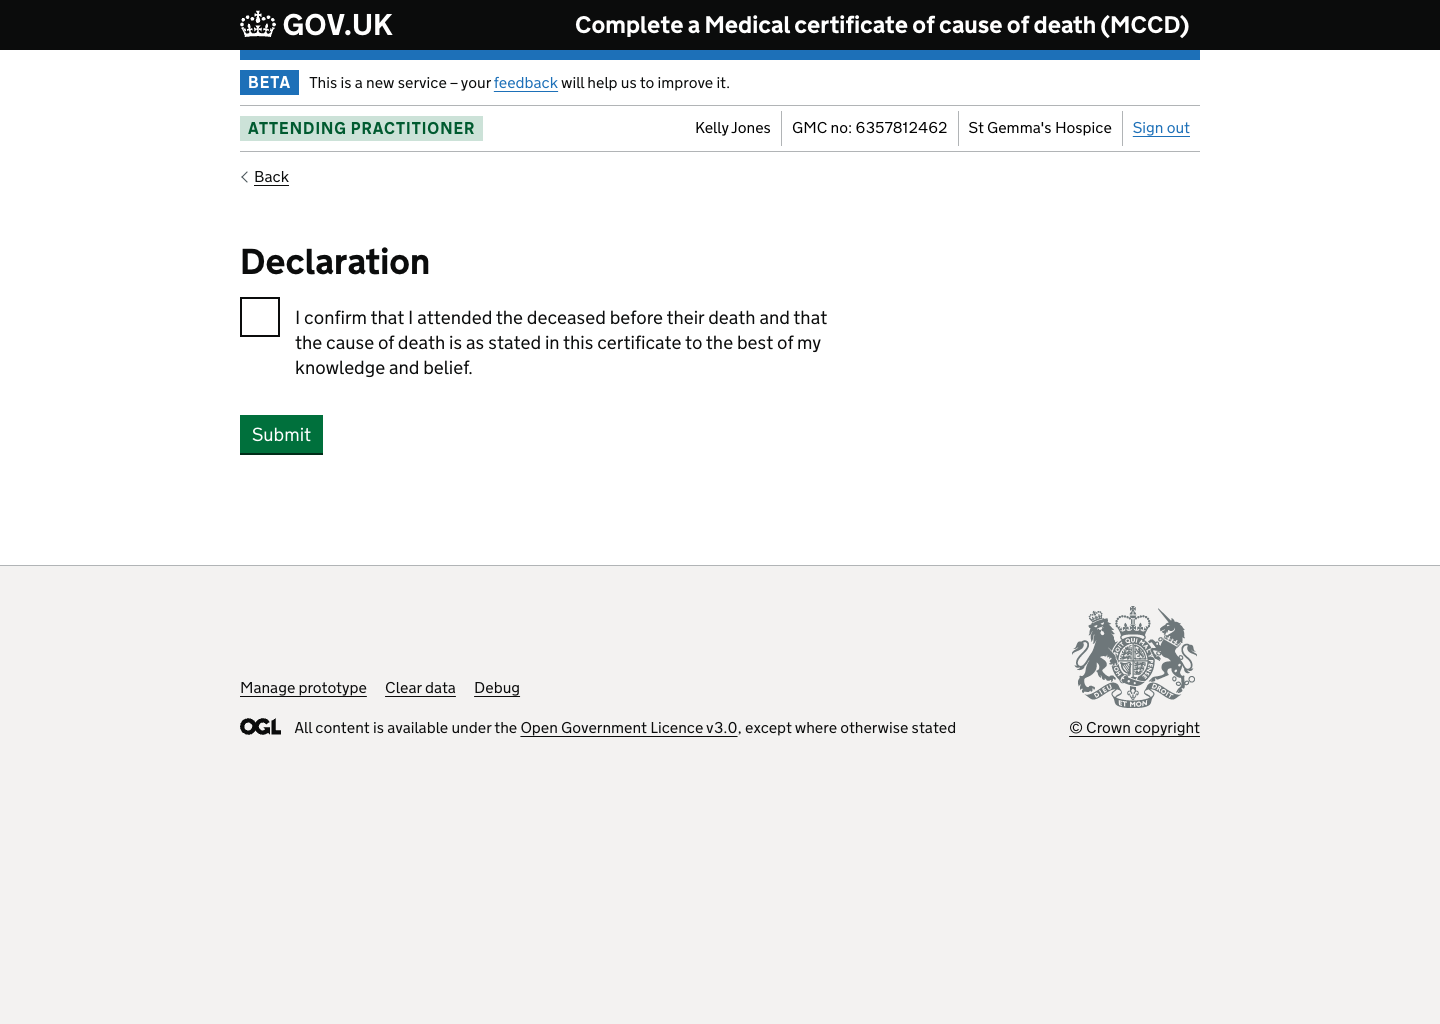 GOV.UK
Complete a Medical certificate of cause of death (MCCD)
BETA This is a new service – your feedback will help us to improve it.
ATTENDING PRACTITIONER
Kelly Jones
GMC no: 6357812462
St Gemma's Hospice
Sign out
Back
Declaration
I confirm that I attended the deceased before their death and that
the cause of death is as stated in this certificate to the best of my
knowledge and belief.
Submit
DIEU ET MON DROIT
Manage prototype
Clear data
Debug
OGL All content is available under the Open Government Licence v3.0, except where otherwise stated
© Crown copyright